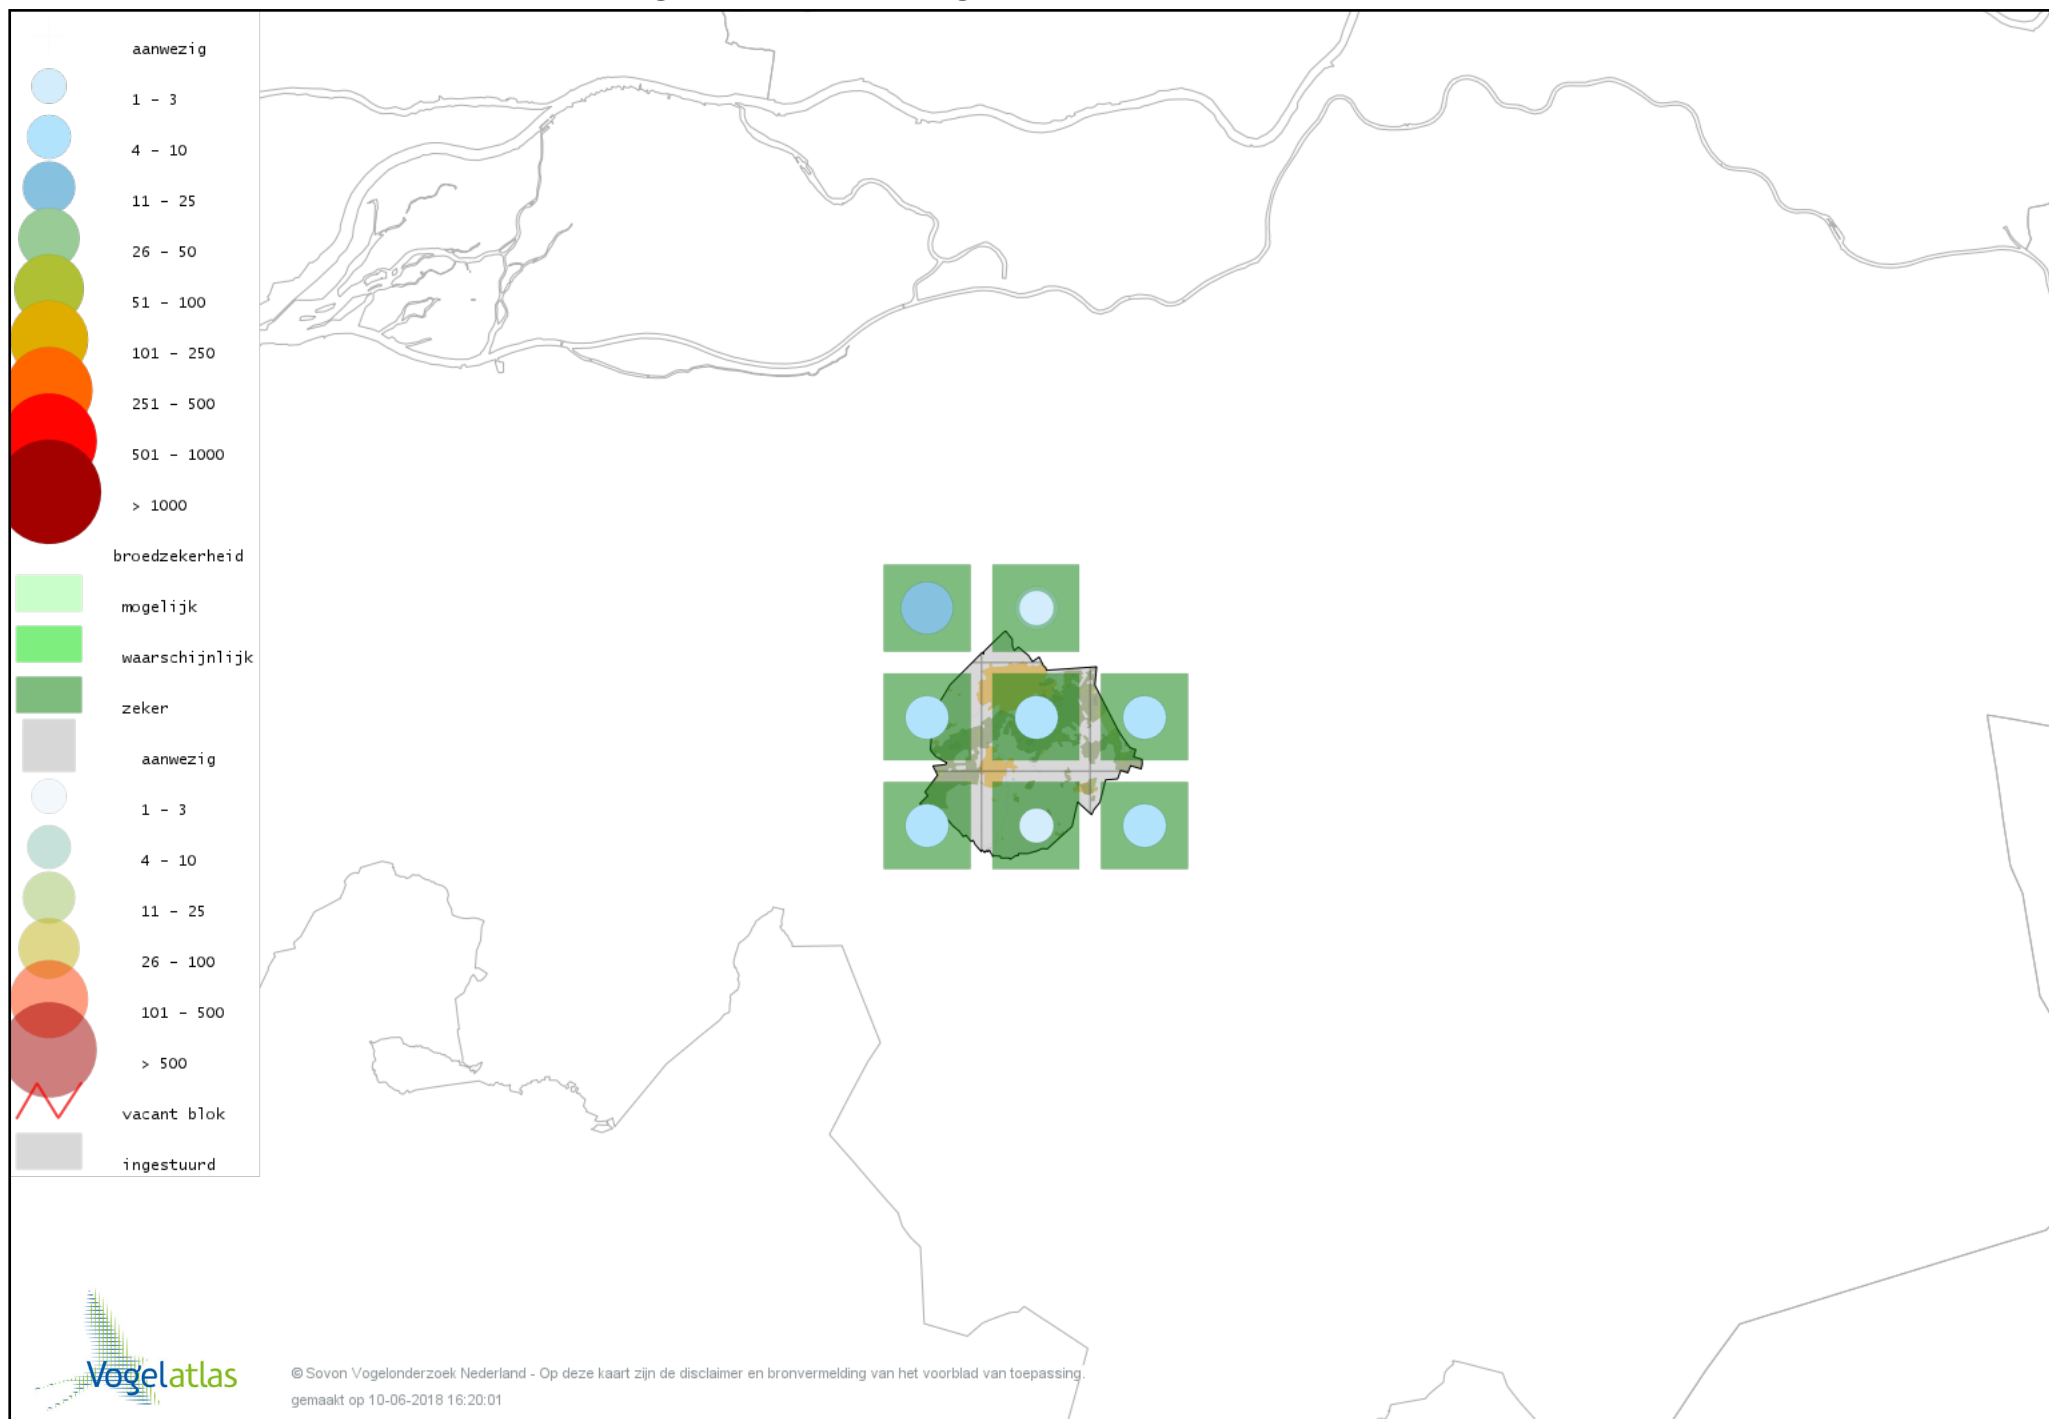 aanwezig
1 - 3
4 - 10
11 - 25
26 - 50
51 - 100
101 - 250
251 - 500
501 - 1000
> 1000
broedzekerheid
mogelijk
waarschijnlijk
zeker
aanwezig
1 - 3
4 - 10
11 - 25
26 - 100
101 - 500
> 500
vacant blok
ingestuurd
Vogelatlas
© Sovon Vogelonderzoek Nederland - Op deze kaart zijn de disclaimer en bronvermelding van het voorblad van toepassing.
gemaakt op 10-06-2018 16:20:01